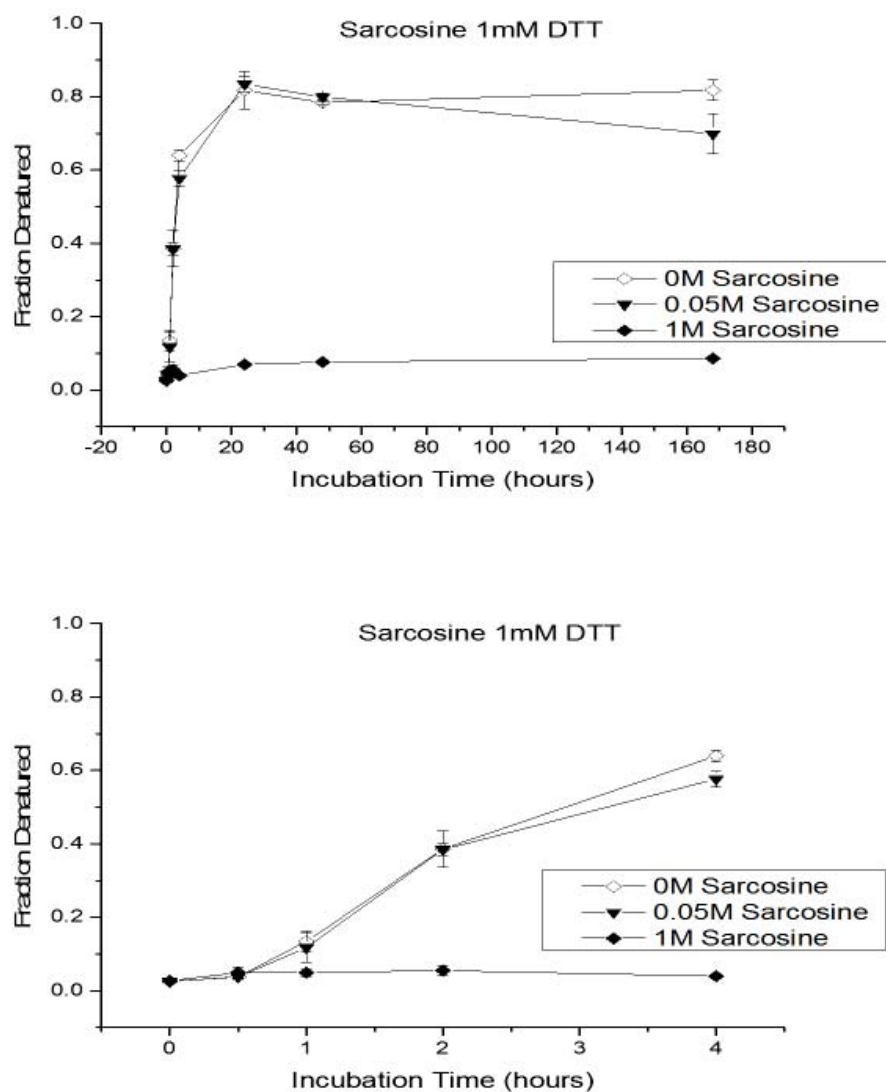 Sarcosine 1mM DTT
1.0
0.8
0.6
0.4
0.2
0.0
Fraction Denatured
0M Sarcosine
0.05M Sarcosine
1M Sarcosine
-20 0 20 40 60 80 100 120 140 160 180
Incubation Time (hours)
Sarcosine 1mM DTT
1.0
0.8
0.6
0.4
0.2
0.0
Fraction Denatured
0M Sarcosine
0.05M Sarcosine
1M Sarcosine
0 1 2 3 4
Incubation Time (hours)